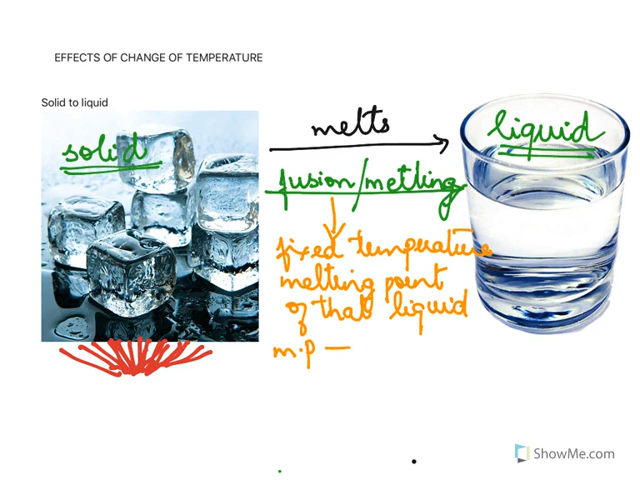 EFFECTS OF CHANGE OF TEMPERATURE
Solid to liquid
solid
melts
liquid
fusion/metling
fixed temperature
melting point
of that liquid
m.p —
ShowMe.com